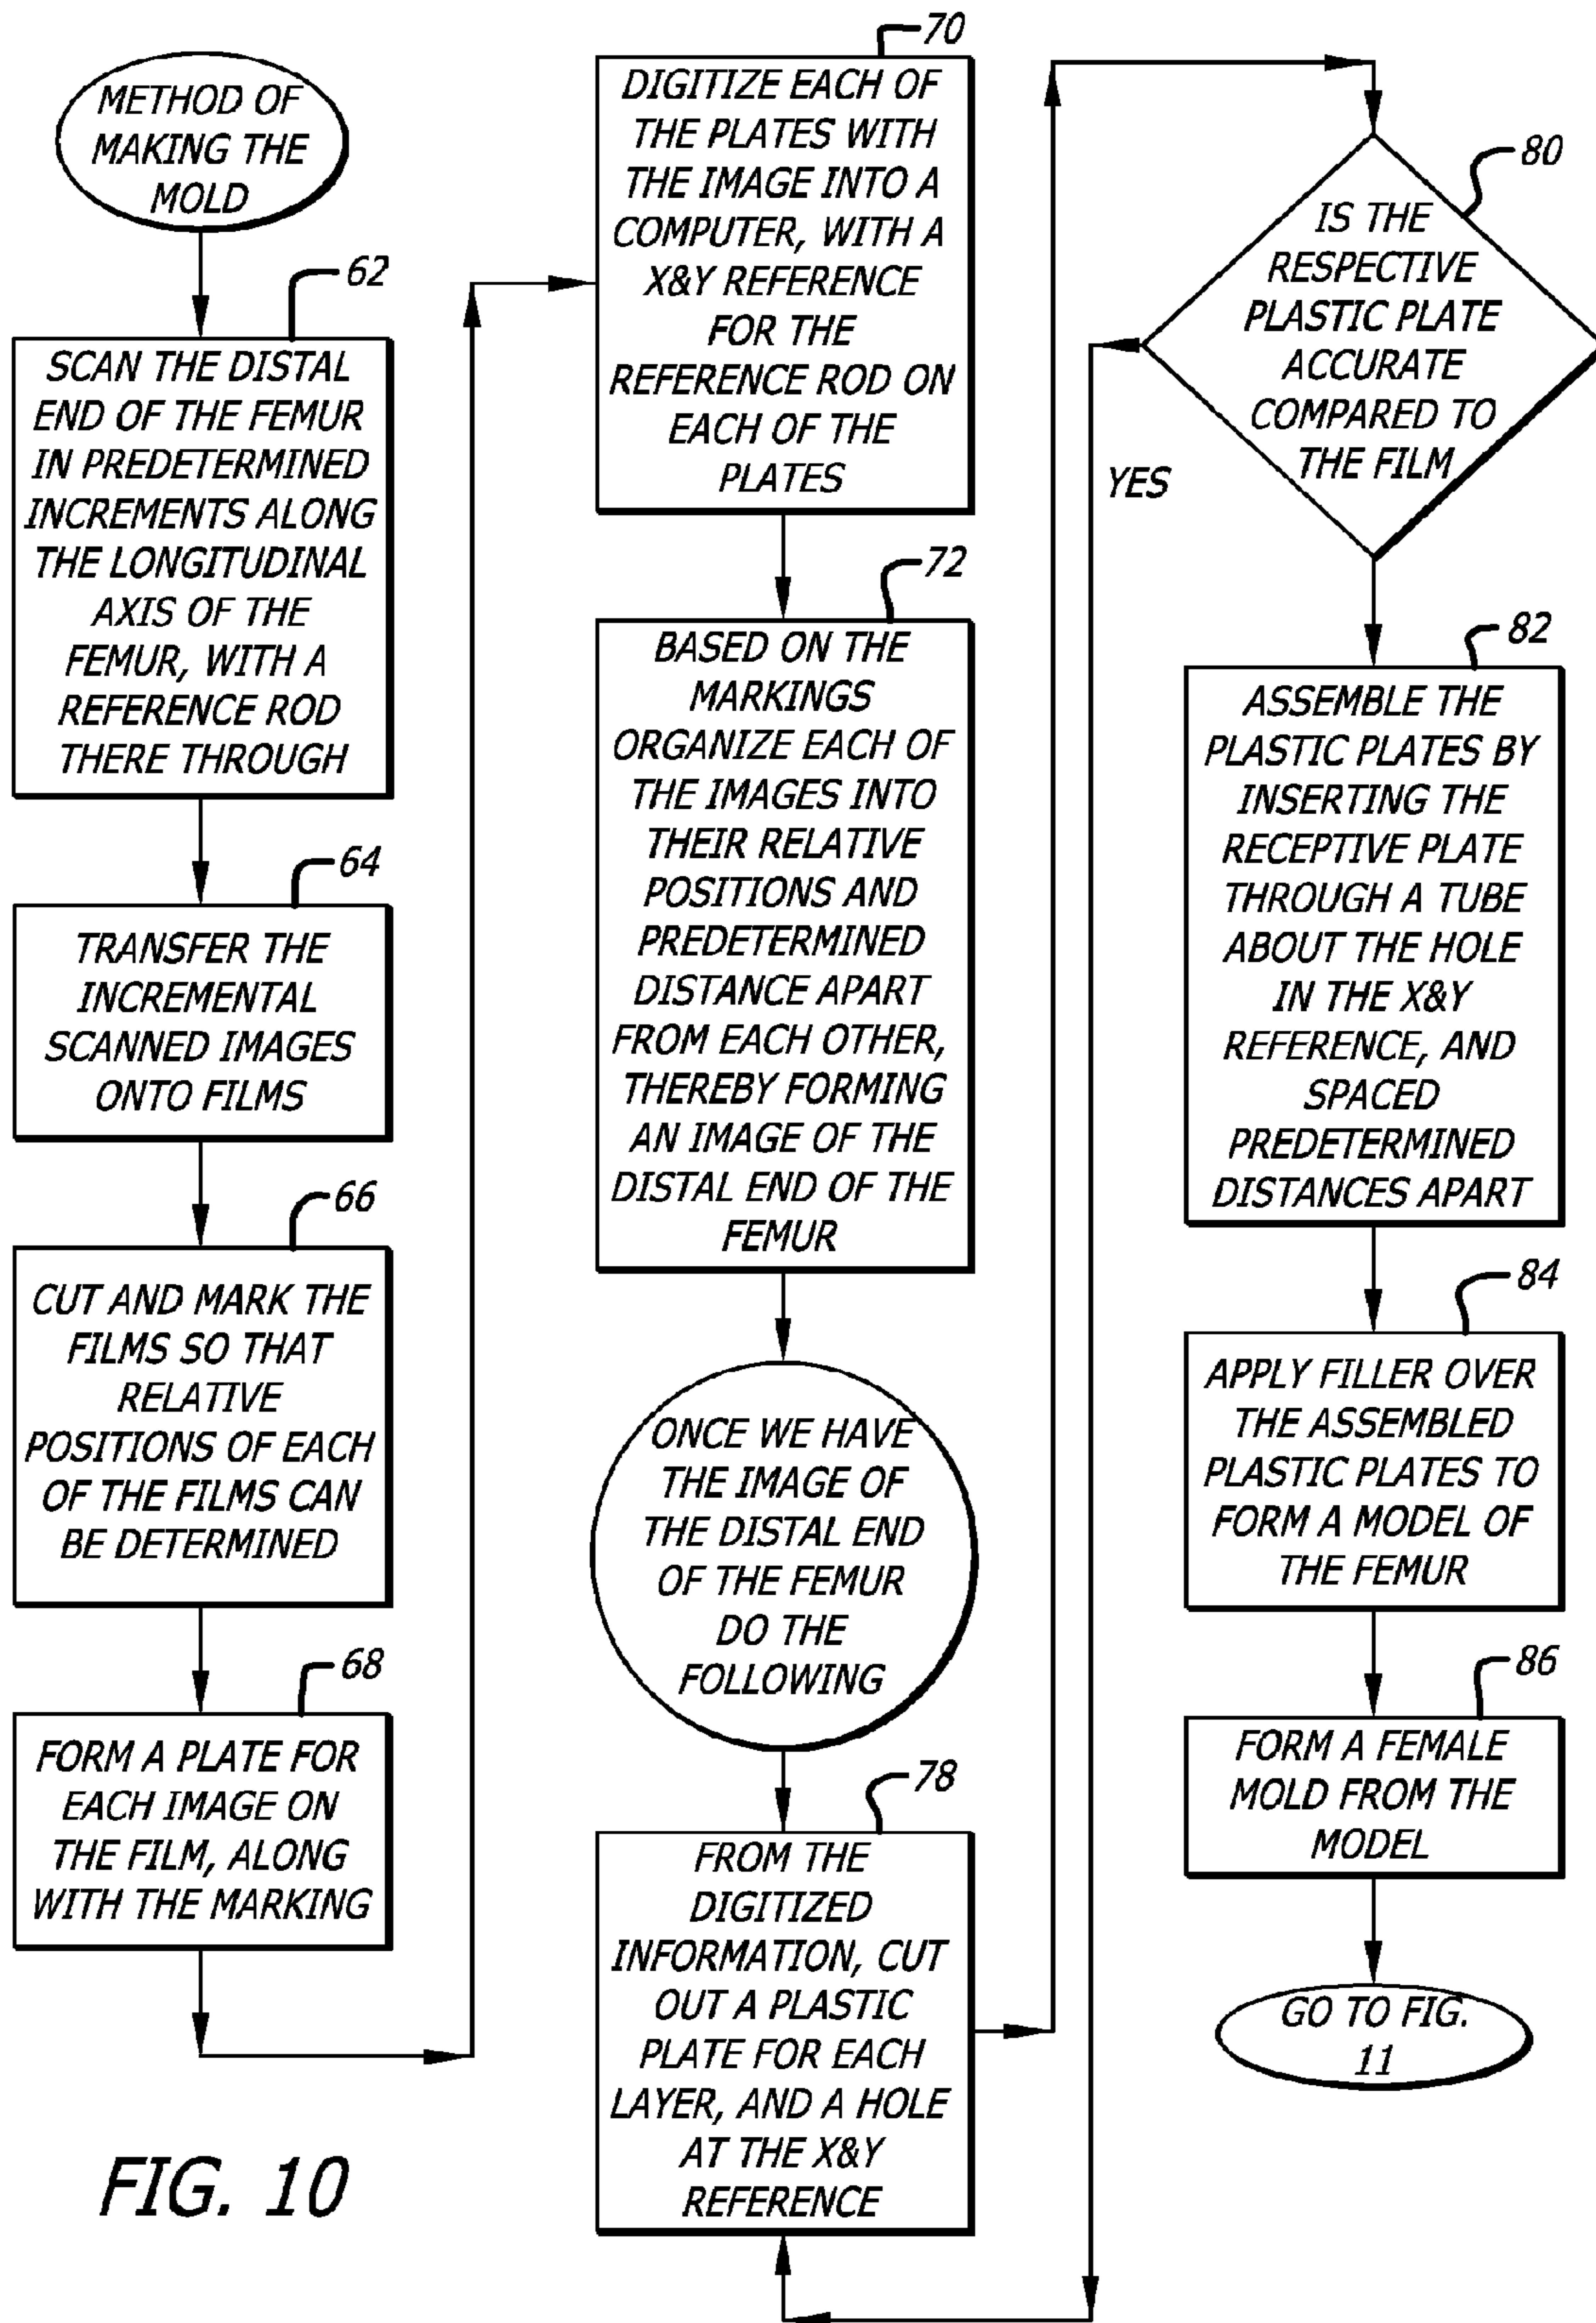 METHOD OF
MAKING THE
MOLD
62
SCAN THE DISTAL
END OF THE FEMUR
IN PREDETERMINED
INCREMENTS ALONG
THE LONGITUDINAL
AXIS OF THE
FEMUR, WITH A
REFERENCE ROD
THERE THROUGH
64
TRANSFER THE
INCREMENTAL
SCANNED IMAGES
ONTO FILMS
66
CUT AND MARK THE
FILMS SO THAT
RELATIVE
POSITIONS OF EACH
OF THE FILMS CAN
BE DETERMINED
68
FORM A PLATE FOR
EACH IMAGE ON
THE FILM, ALONG
WITH THE MARKING
70
DIGITIZE EACH OF
THE PLATES WITH
THE IMAGE INTO A
COMPUTER, WITH A
X&Y REFERENCE
FOR THE
REFERENCE ROD ON
EACH OF THE
PLATES
72
BASED ON THE
MARKINGS
ORGANIZE EACH OF
THE IMAGES INTO
THEIR RELATIVE
POSITIONS AND
PREDETERMINED
DISTANCE APART
FROM EACH OTHER,
THEREBY FORMING
AN IMAGE OF THE
DISTAL END OF THE
FEMUR
ONCE WE HAVE
THE IMAGE OF
THE DISTAL END
OF THE FEMUR
DO THE
FOLLOWING
78
FROM THE
DIGITIZED
INFORMATION, CUT
OUT A PLASTIC
PLATE FOR EACH
LAYER, AND A HOLE
AT THE X&Y
REFERENCE
80
IS THE
RESPECTIVE
PLASTIC PLATE
ACCURATE
COMPARED TO
THE FILM
YES
82
ASSEMBLE THE
PLASTIC PLATES BY
INSERTING THE
RECEPTIVE PLATE
THROUGH A TUBE
ABOUT THE HOLE
IN THE X&Y
REFERENCE, AND
SPACED
PREDETERMINED
DISTANCES APART
84
APPLY FILLER OVER
THE ASSEMBLED
PLASTIC PLATES TO
FORM A MODEL OF
THE FEMUR
86
FORM A FEMALE
MOLD FROM THE
MODEL
GO TO FIG.
11
FIG. 10